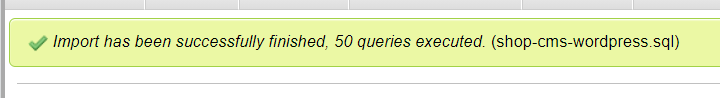 Import has been successfully finished, 50 queries executed. (shop-cms-wordpress.sql)